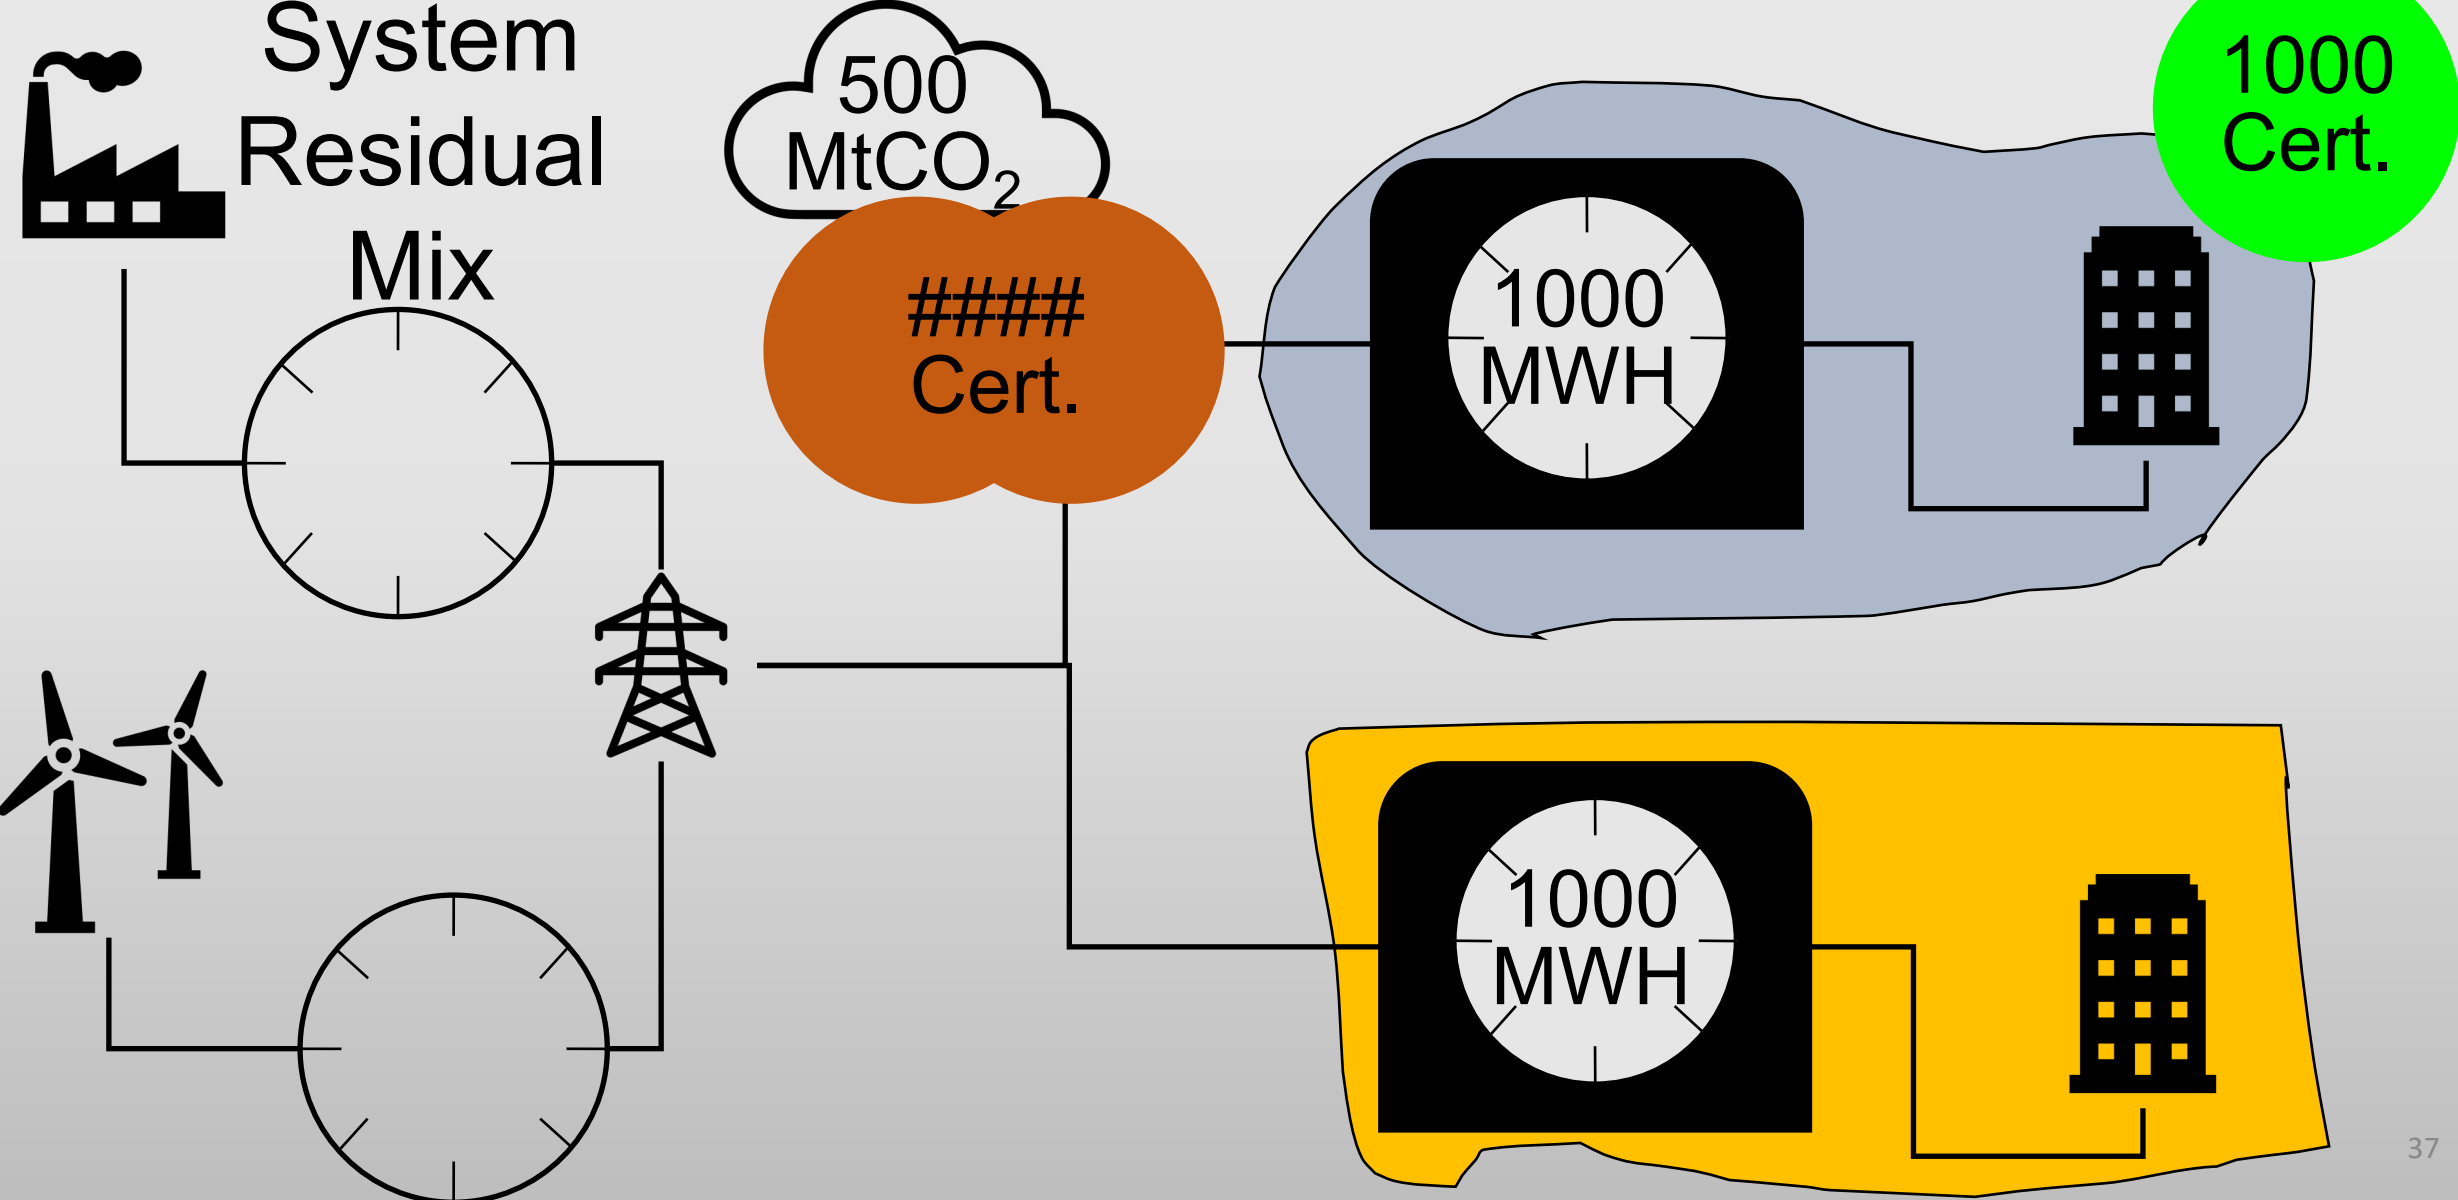 System
Residual
Mix
500
MtCO₂
####
Cert.
1000
MWH
1000
Cert.
1000
MWH
37